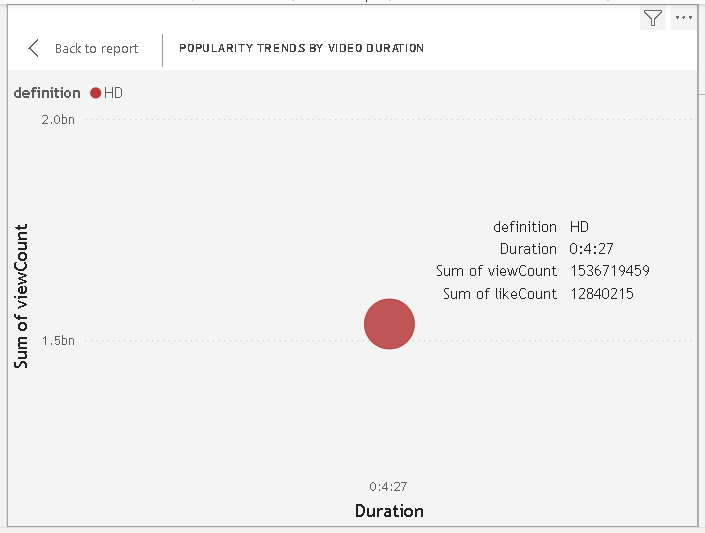 Back to report
POPULARITY TRENDS BY VIDEO DURATION
definition HD
2.0bn
definition HD
Duration 0:4:27
Sum of viewCount 1536719459
Sum of likeCount 12840215
Sum of viewCount
1.5bn
0:4:27
Duration